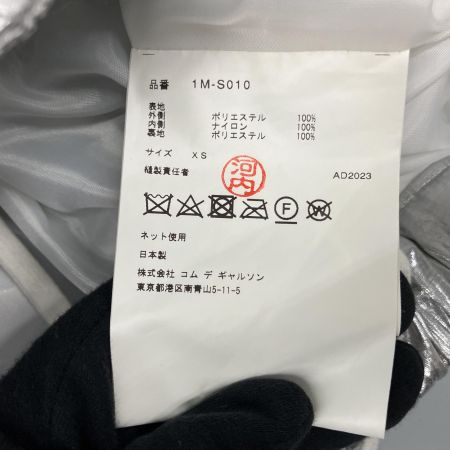 品番 1M-S010
表地
外側 ポリエステル 100%
内側 ナイロン 100%
裏地 ポリエステル 100%
サイズ XS
縫製責任者 河内 AD2023
F W
ネット使用
日本製
株式会社 コム デ ギャルソン
東京都港区南青山5-11-5